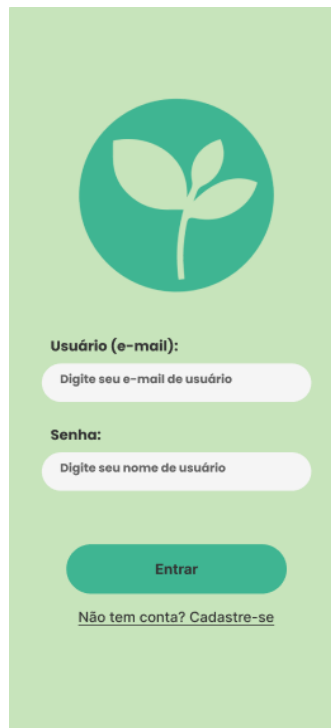 Usuário (e-mail):
Digite seu e-mail de usuário
Senha:
Digite seu nome de usuário
Entrar
Não tem conta? Cadastre-se